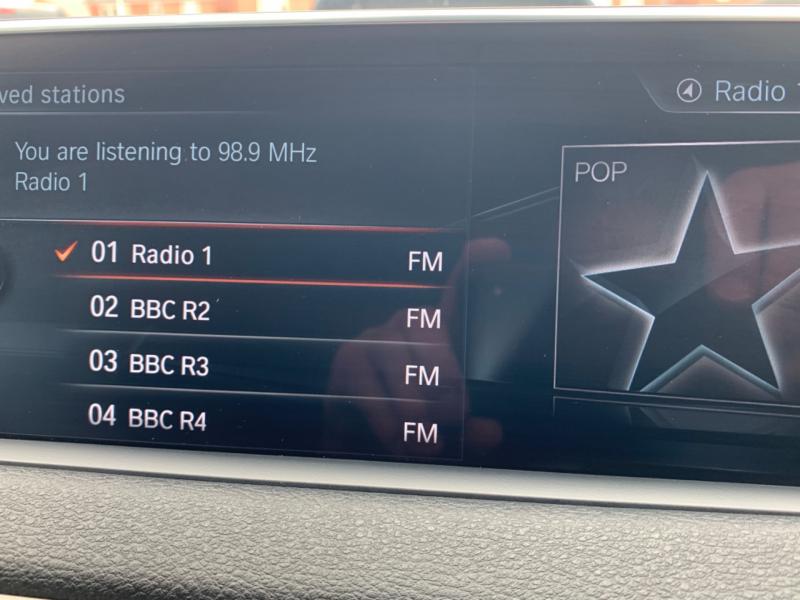 ved stations
You are listening to 98.9 MHz
Radio 1
01 Radio 1 FM
02 BBC R2 FM
03 BBC R3 FM
04 BBC R4 FM
Radio 1
POP